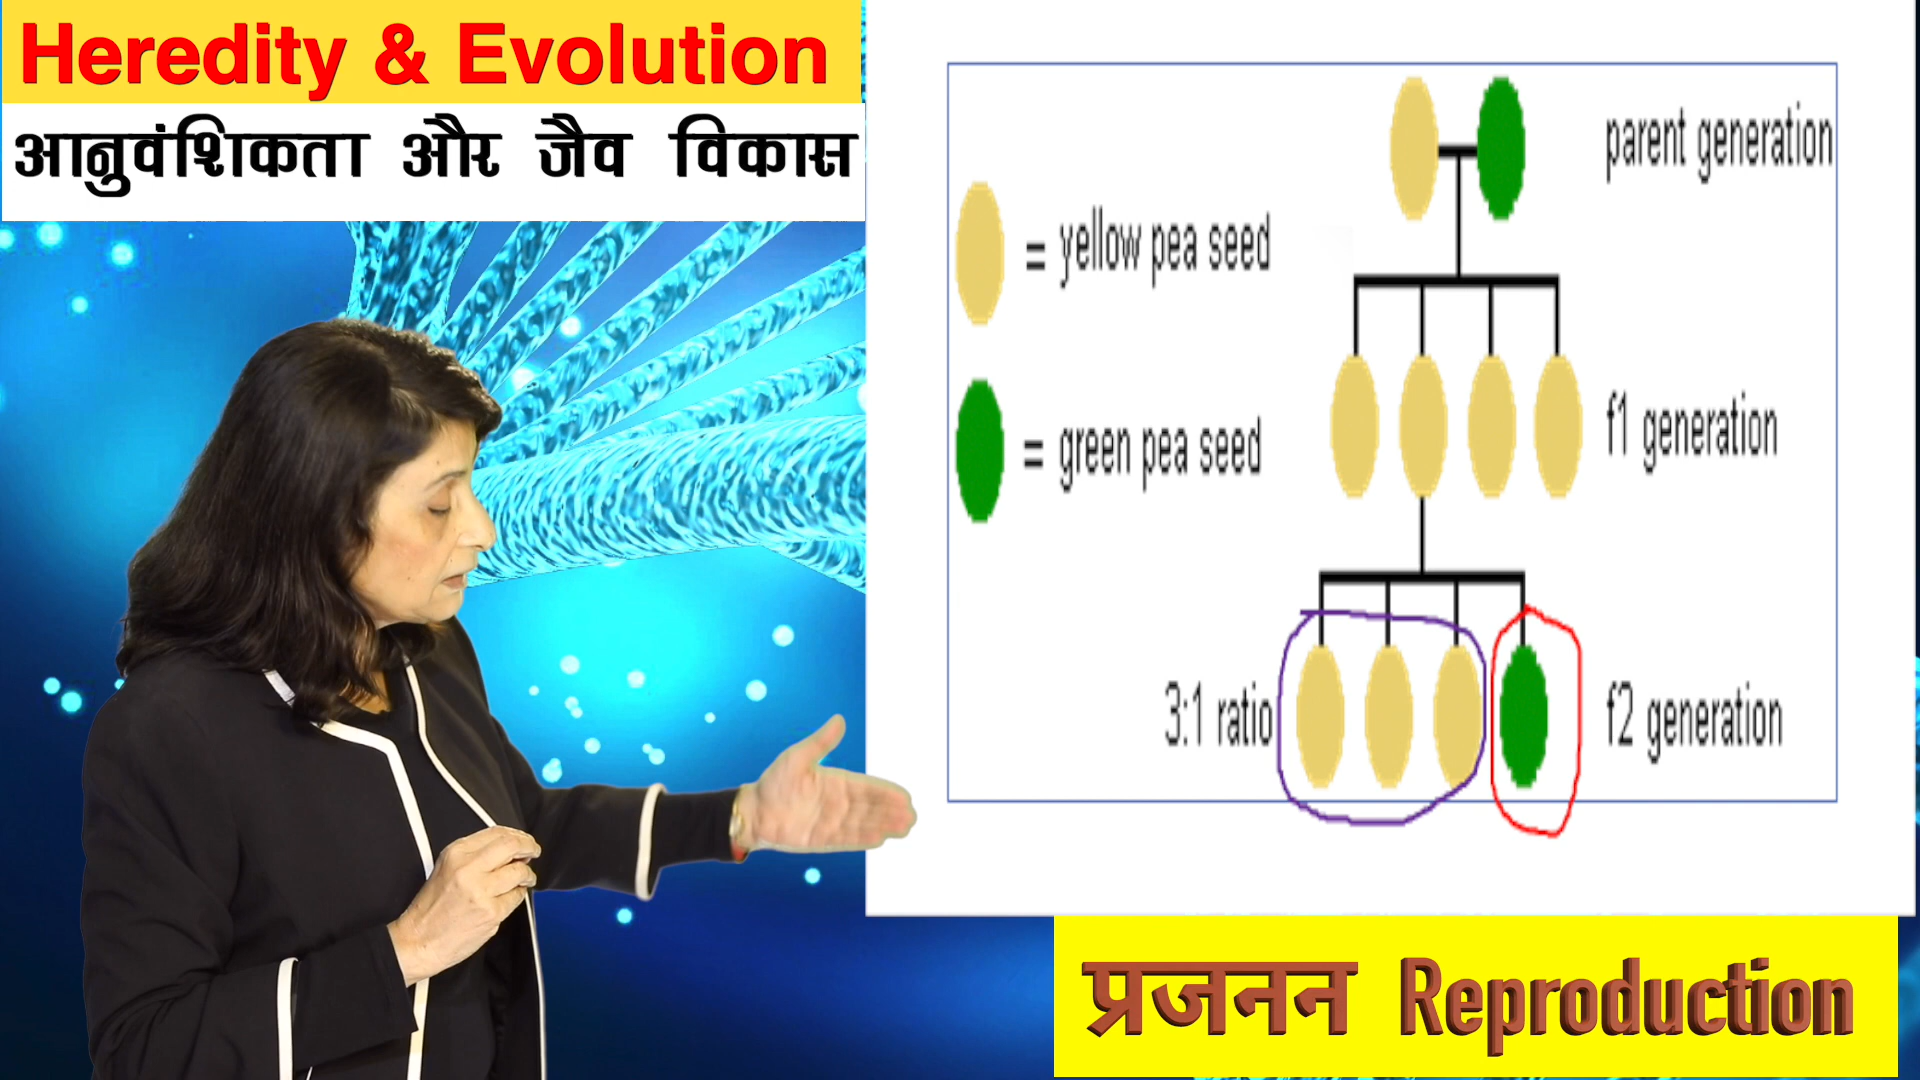 Heredity & Evolution
आनुवंशिकता और जैव विकास
parent generation
= yellow pea seed
= green pea seed
f1 generation
3:1 ratio
f2 generation
प्रजनन Reproduction